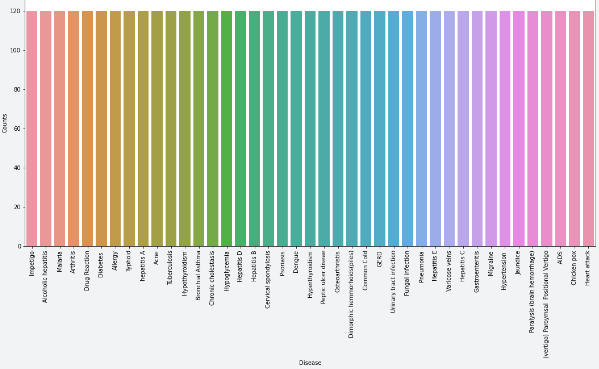 120
100
80
60
40
20
0
Counts
Impetigo
Alcoholic hepatitis
Malaria
Arthritis
Drug Reaction
Diabetes
Allergy
Typhoid
hepatitis A
Acne
Tuberculosis
Hypothyroidism
Bronchial Asthma
Chronic cholestasis
Hypoglycemia
Hepatitis D
Hepatitis B
Cervical spondylosis
Psoriasis
Dengue
Hyperthyroidism
Peptic ulcer diseae
Osteoarthristis
Dimorphic hemmorhoids(piles)
Common Cold
GERD
Urinary tract infection
Fungal infection
Pneumonia
Hepatitis E
Varicose veins
Hepatitis C
Gastroenteritis
Migraine
Hypertension
Jaundice
Paralysis (brain hemorrhage)
(vertigo) Paroymsal Positional Vertigo
AIDS
Chicken pox
Heart attack
Disease